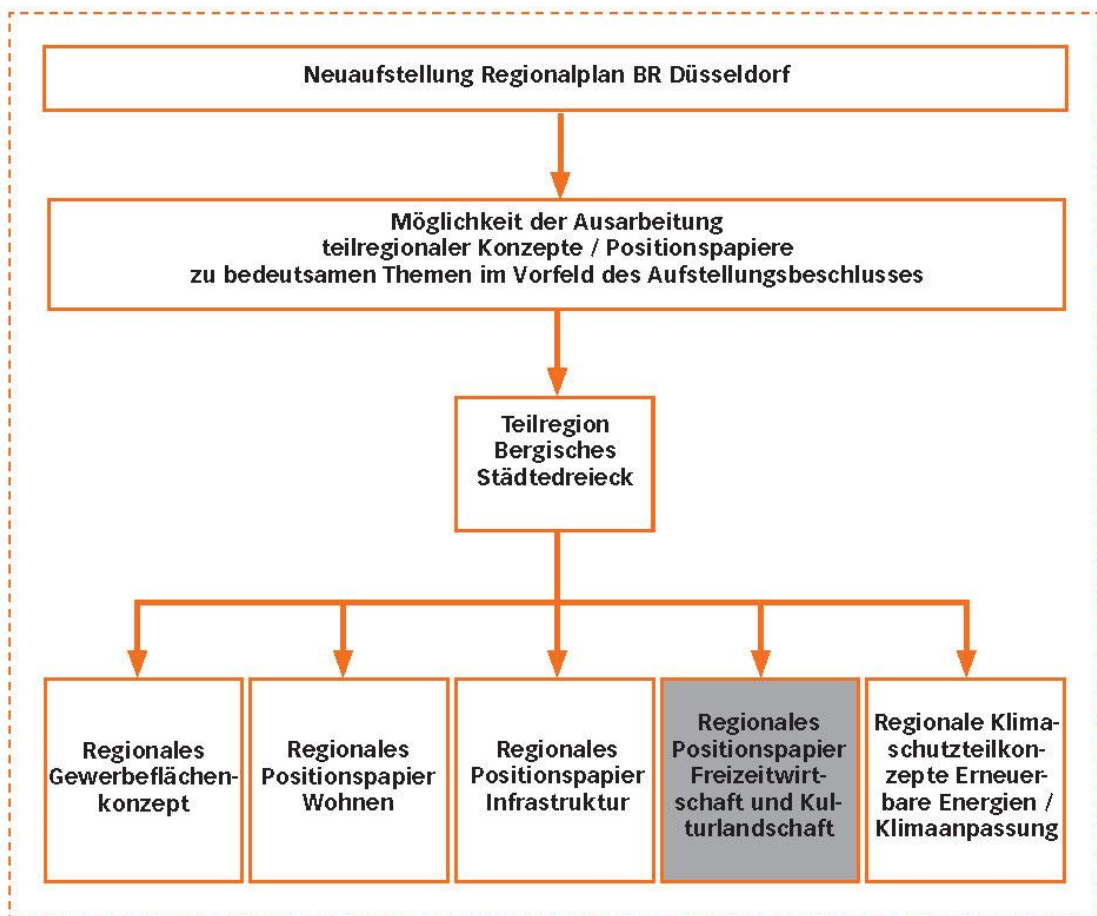 Neuaufstellung Regionalplan BR Düsseldorf
Möglichkeit der Ausarbeitung
teilregionaler Konzepte / Positionspapiere
zu bedeutsamen Themen im Vorfeld des Aufstellungsbeschlusses
Teilregion
Bergisches
Städtedreieck
Regionales
Gewerbeflächen-
konzept
Regionales
Positionspapier
Wohnen
Regionales
Positionspapier
Infrastruktur
Regionales
Positionspapier
Freizeitwirt-
schaft und Kul-
turlandschaft
Regionale Klima-
schutzteilkon-
zepte Erneuer-
bare Energien /
Klimaanpassung